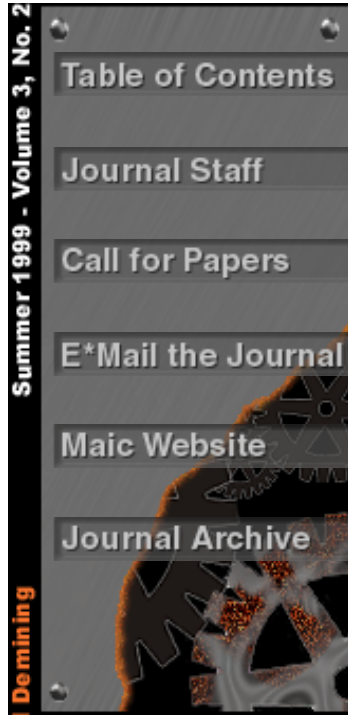 Summer 1999 - Volume 3, No. 2
Demining
Table of Contents
Journal Staff
Call for Papers
E*Mail the Journal
Maic Website
Journal Archive